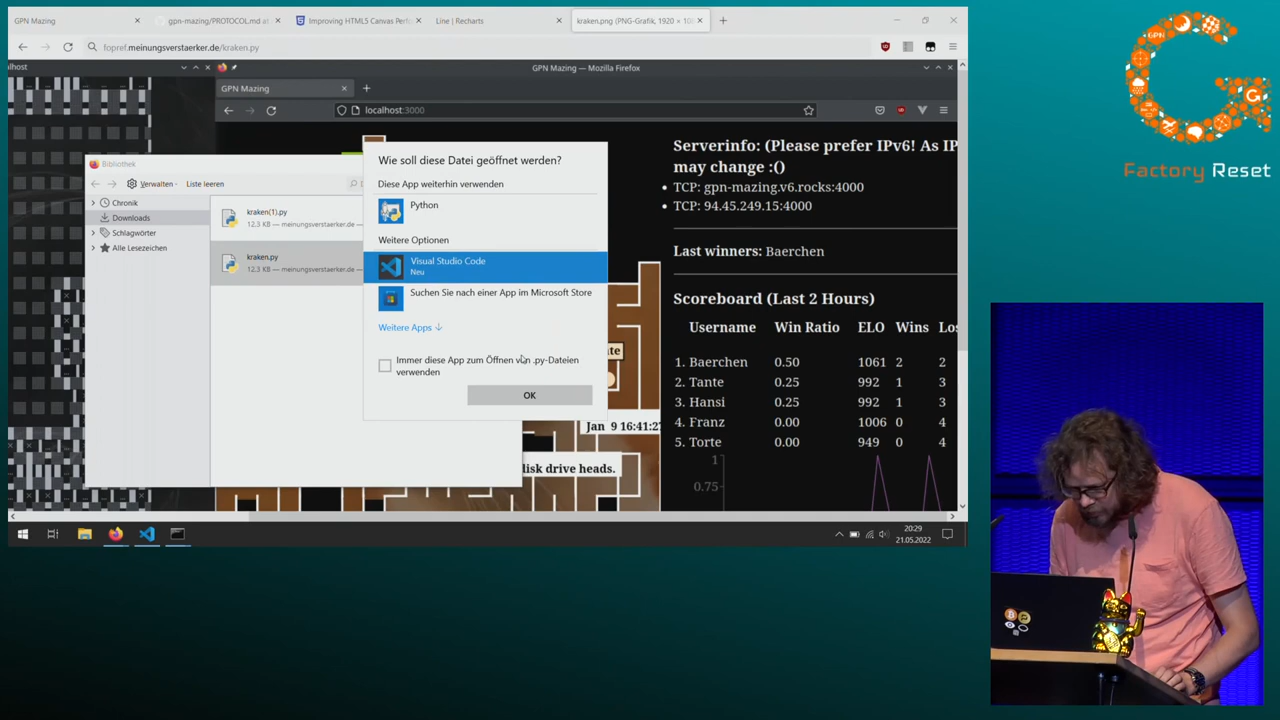 GPN Mazing
gpn-mazing/PROTOCOL.md at
Improving HTML5 Canvas Perf
Line | Recharts
kraken.png (PNG-Grafik, 1920 × 10
fopref.meinungsverstaerker.de/kraken.py
lhost
GPN Mazing — Mozilla Firefox
GPN Mazing
localhost:3000
Bibliothek
Verwalten
Liste leeren
Chronik
Downloads
Schlagwörter
Alle Lesezeichen
kraken(1).py
12.3 KB — meinungsverstaerker.de —
kraken.py
12.3 KB — meinungsverstaerker.de —
Wie soll diese Datei geöffnet werden?
Diese App weiterhin verwenden
Python
Weitere Optionen
Visual Studio Code
Neu
Suchen Sie nach einer App im Microsoft Store
Weitere Apps
Immer diese App zum Öffnen von .py-Dateien
verwenden
OK
Jan 9 16:41:27
disk drive heads.
Serverinfo: (Please prefer IPv6! As IP
may change :()
TCP: gpn-mazing.v6.rocks:4000
TCP: 94.45.249.15:4000
Last winners: Baerchen
Scoreboard (Last 2 Hours)
Username Win Ratio ELO Wins Los
1. Baerchen 0.50 1061 2 2
2. Tante 0.25 992 1 3
3. Hansi 0.25 992 1 3
4. Franz 0.00 1006 0 4
5. Torte 0.00 949 0 4
1
0.75
20:29
21.05.2022
GPN
Factory Reset